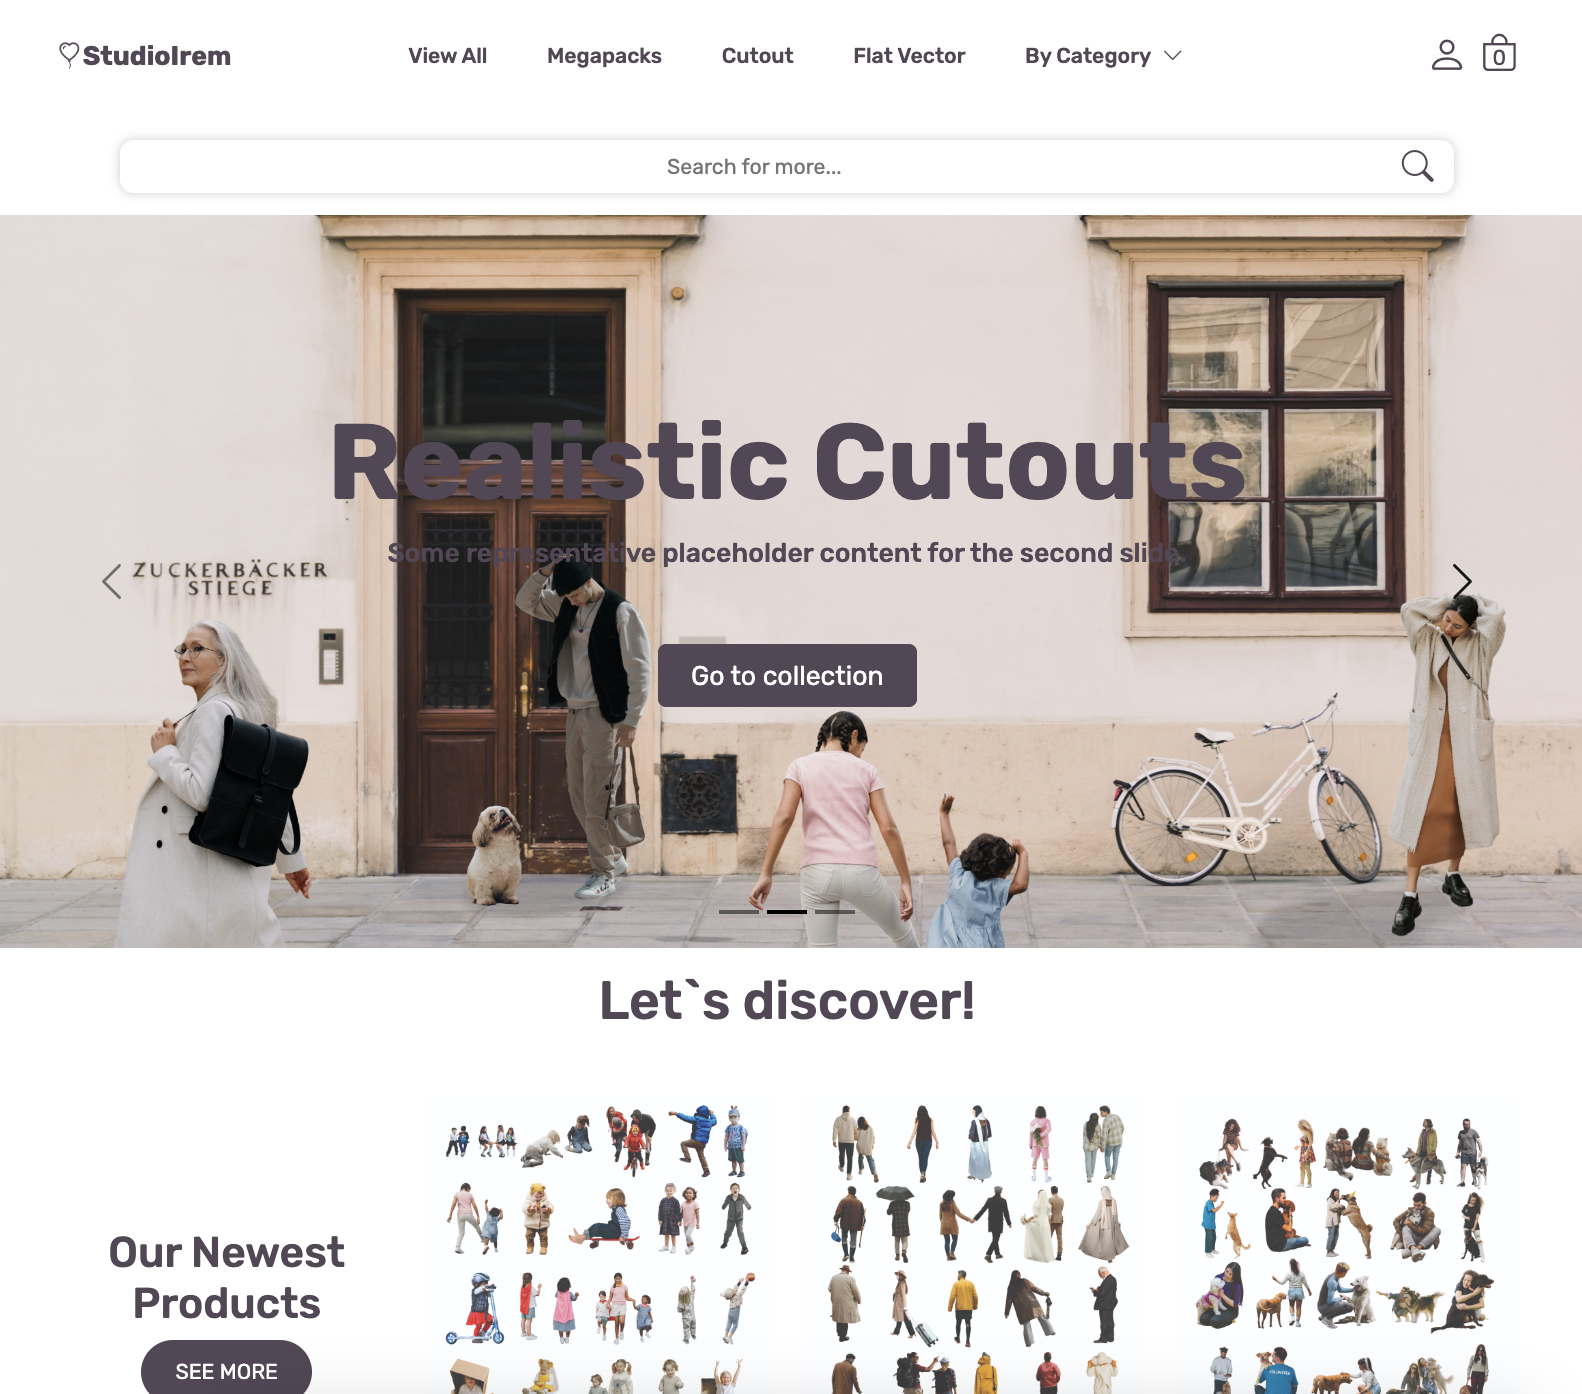 StudioIrem
View All
Megapacks
Cutout
Flat Vector
By Category
0
Search for more...
Realistic Cutouts
Some representative placeholder content for the second slide.
ZUCKERBÄCKER
STIEGE
Go to collection
Let`s discover!
Our Newest
Products
SEE MORE